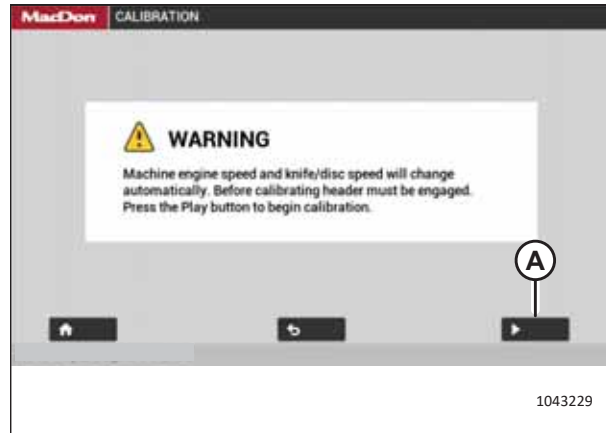 MacDon CALIBRATION
WARNING
Machine engine speed and knife/disc speed will change
automatically. Before calibrating header must be engaged.
Press the Play button to begin calibration.
A
1043229